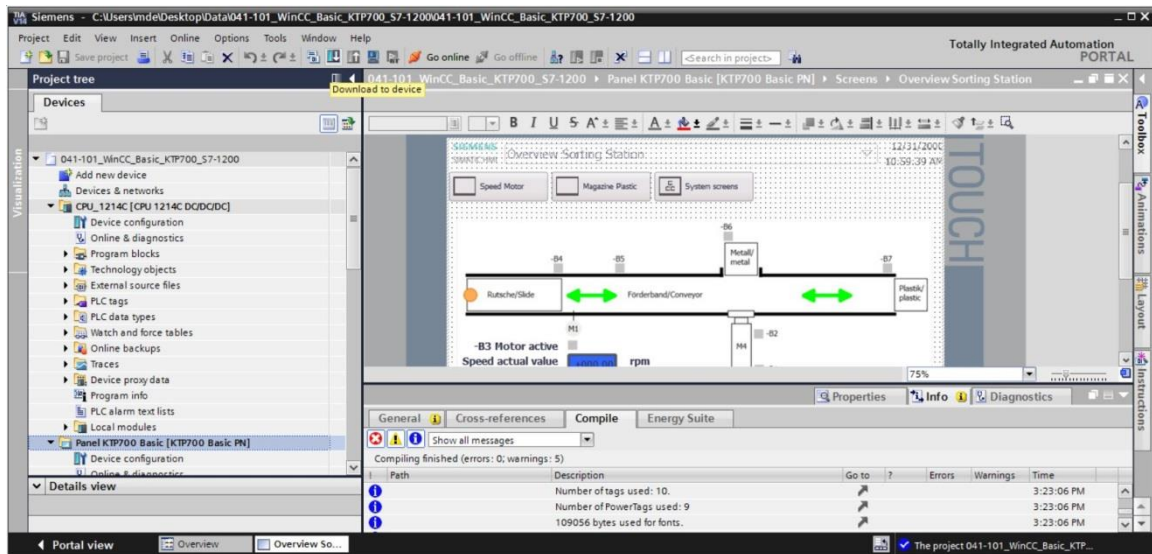 Siemens - C:\Users\mde\Desktop\Data\041-101_WinCC_Basic_KTP700_S7-1200\041-101_WinCC_Basic_KTP700_S7-1200
Project Edit View Insert Online Options Tools Window Help
Totally Integrated Automation
PORTAL
Save project
Go online
Go offline
<Search in project>
Project tree
041-101_WinCC_Basic_KTP700_S7-1200 Panel KTP700 Basic [KTP700 Basic PN] Screens Overview Sorting Station
Download to device
Devices
Visualization
041-101_WinCC_Basic_KTP700_S7-1200
Add new device
Devices & networks
CPU_1214C [CPU 1214C DC/DC/DC]
Device configuration
Online & diagnostics
Program blocks
Technology objects
External source files
PLC tags
PLC data types
Watch and force tables
Online backups
Traces
Device proxy data
Program info
PLC alarm text lists
Local modules
Panel KTP700 Basic [KTP700 Basic PN]
Device configuration
Online & diagnostics
Details view
SIEMENS
SIMATIC HMI
Overview Sorting Station
12/31/2000
10:59:39 AM
TOUCH
Speed Motor
Magazine Plastic
System screens
-B6
Metall/
metal
-B4
-B5
-B7
Rutsche/Slide
Förderband/Conveyor
Plastik/
plastic
M1
-B2
M4
-B3 Motor active
Speed actual value
+000.00
rpm
75%
Toolbox
Animations
Layout
Instructions
Properties
Info
Diagnostics
General
Cross-references
Compile
Energy Suite
Show all messages
Compiling finished (errors: 0; warnings: 5)
! Path Description Go to ? Errors Warnings Time
Number of tags used: 10. 3:23:06 PM
Number of PowerTags used: 9 3:23:06 PM
109056 bytes used for fonts. 3:23:06 PM
Portal view
Overview
Overview So...
The project 041-101_WinCC_Basic_KTP...